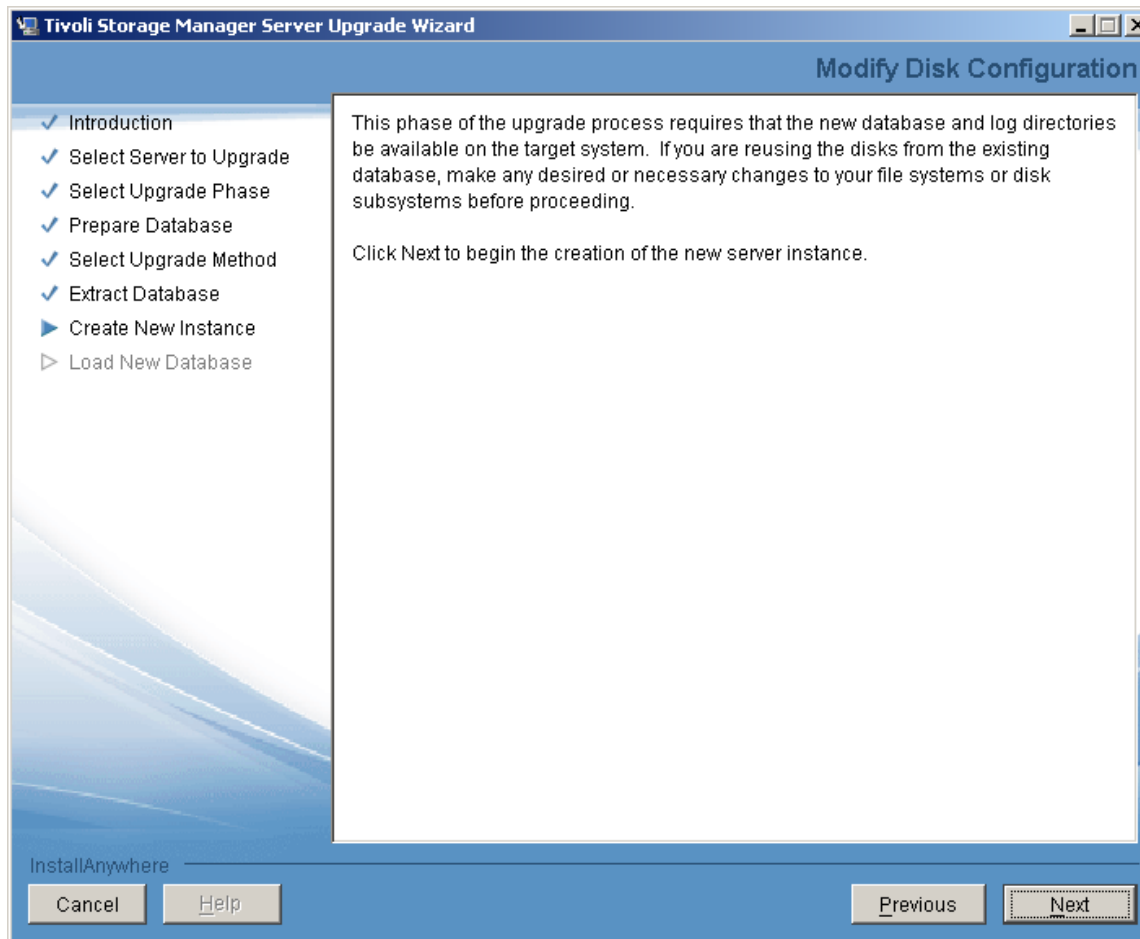 Tivoli Storage Manager Server Upgrade Wizard
Modify Disk Configuration
Introduction
Select Server to Upgrade
Select Upgrade Phase
Prepare Database
Select Upgrade Method
Extract Database
Create New Instance
Load New Database
This phase of the upgrade process requires that the new database and log directories
be available on the target system. If you are reusing the disks from the existing
database, make any desired or necessary changes to your file systems or disk
subsystems before proceeding.
Click Next to begin the creation of the new server instance.
InstallAnywhere
Cancel
Help
Previous
Next